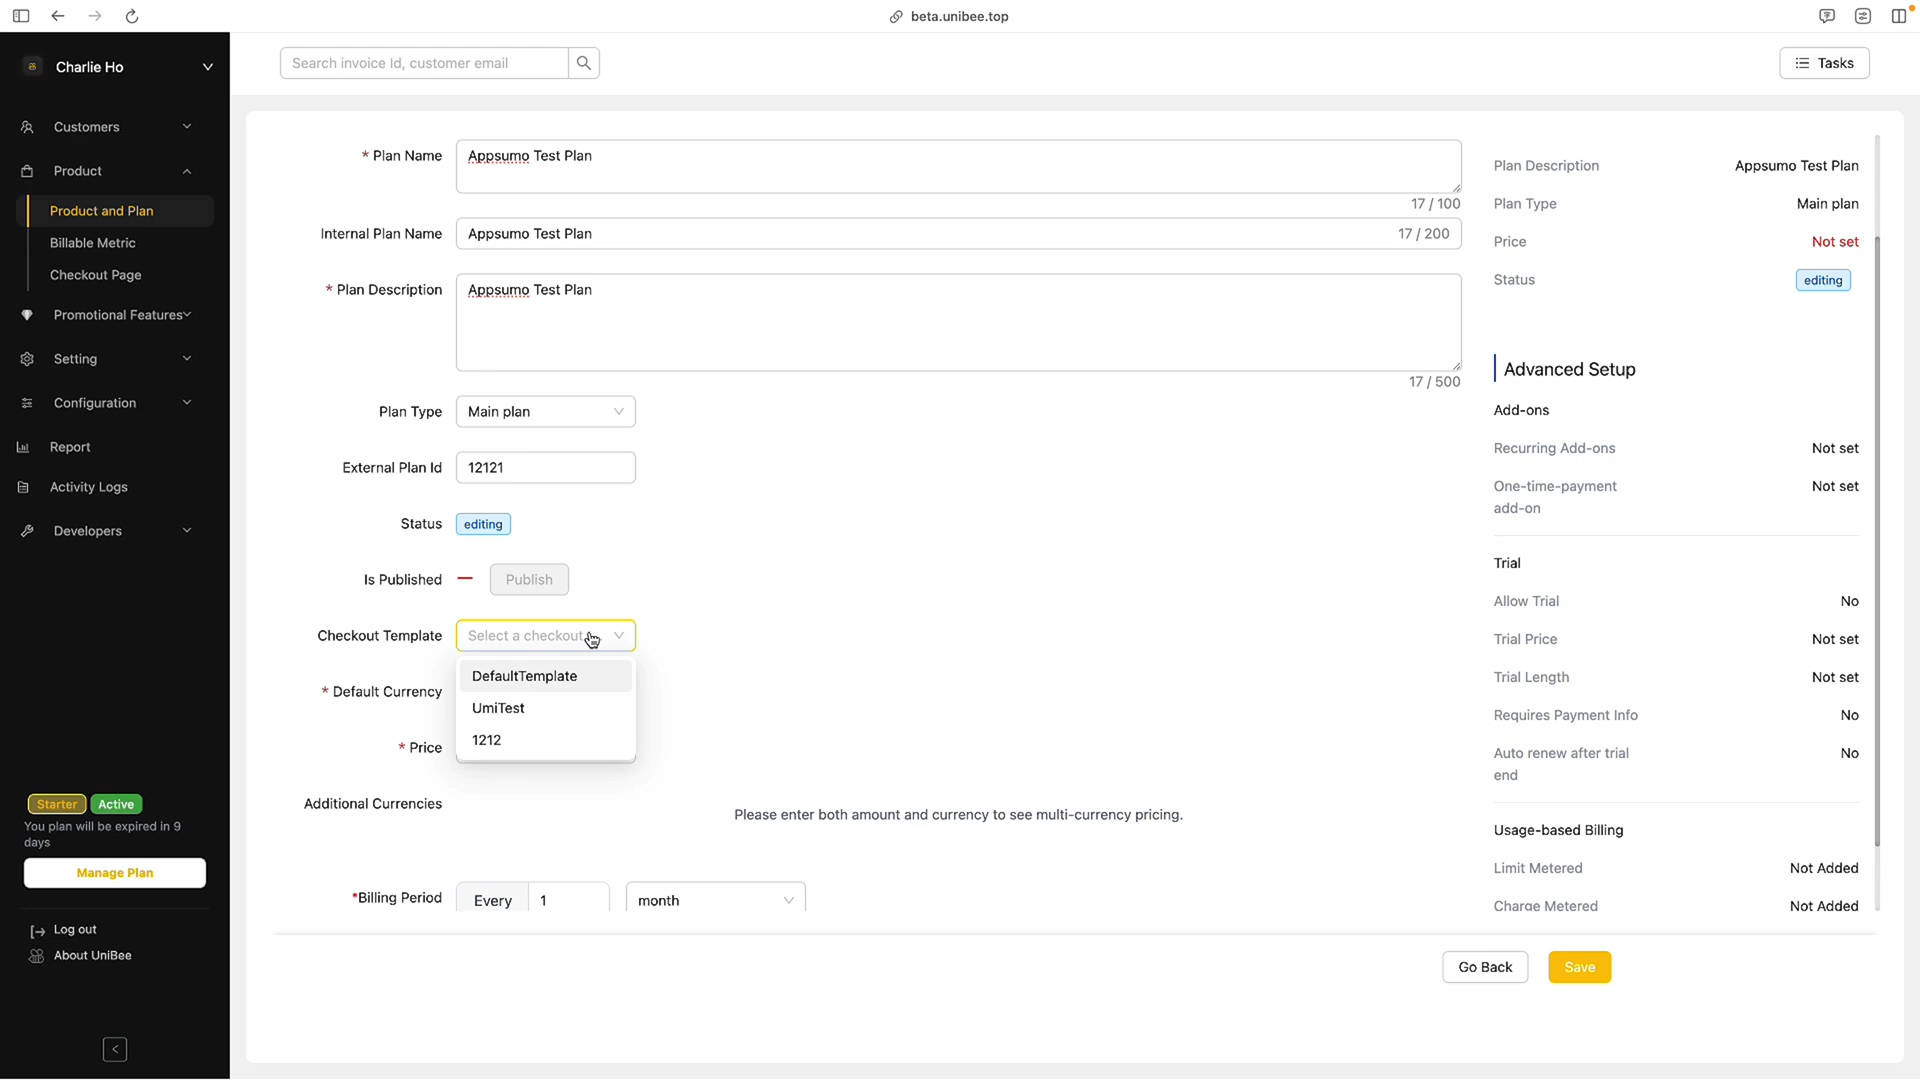 beta.unibee.top
Charlie Ho
Search invoice Id, customer email
Tasks
Customers
Product
Product and Plan
Billable Metric
Checkout Page
Promotional Features
Setting
Configuration
Report
Activity Logs
Developers
Starter Active
You plan will be expired in 9
days
Manage Plan
Log out
About UniBee
* Plan Name Appsumo Test Plan
17 / 100
Internal Plan Name Appsumo Test Plan 17 / 200
* Plan Description Appsumo Test Plan
17 / 500
Plan Type Main plan
External Plan Id 12121
Status editing
Is Published Publish
Checkout Template Select a checkout
DefaultTemplate
UmiTest
1212
* Default Currency
* Price
Additional Currencies
Please enter both amount and currency to see multi-currency pricing.
*Billing Period Every 1 month
Plan Description Appsumo Test Plan
Plan Type Main plan
Price Not set
Status editing
Advanced Setup
Add-ons
Recurring Add-ons Not set
One-time-payment Not set
add-on
Trial
Allow Trial No
Trial Price Not set
Trial Length Not set
Requires Payment Info No
Auto renew after trial No
end
Usage-based Billing
Limit Metered Not Added
Charge Metered Not Added
Go Back Save